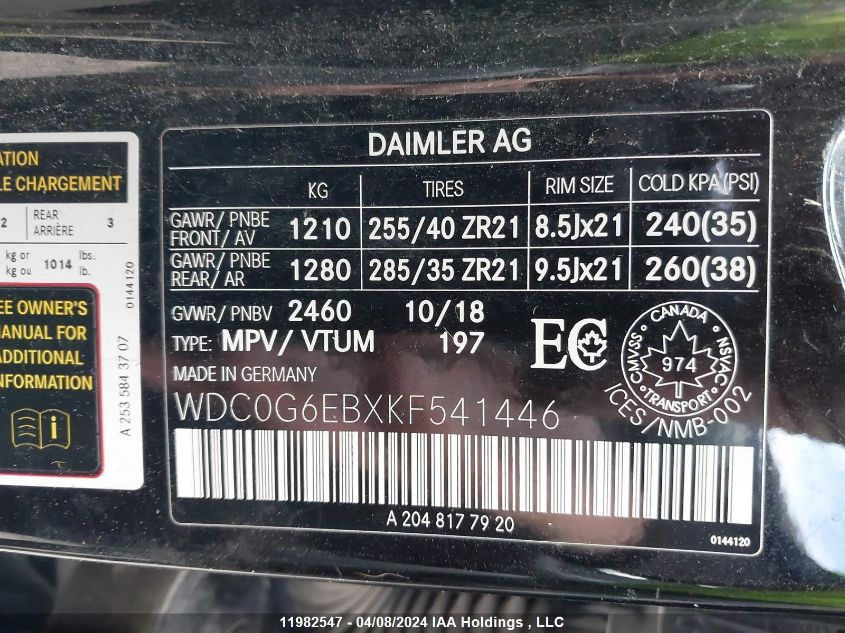 ATION
LE CHARGEMENT
2 REAR ARRIÈRE 3
kg or kg ou 1014 lbs. lb.
EE OWNER'S
MANUAL FOR
ADDITIONAL
INFORMATION
A 253 584 37 07
0144120
DAIMLER AG
KG TIRES RIM SIZE COLD KPA (PSI)
GAWR/ PNBE FRONT/ AV 1210 255/40 ZR21 8.5Jx21 240(35)
GAWR/ PNBE REAR/ AR 1280 285/35 ZR21 9.5Jx21 260(38)
GVWR/ PNBV 2460 10/18
TYPE: MPV/ VTUM 197
MADE IN GERMANY
EC
CANADA
CMVSS NSVAC
974
TRANSPORT
ICES/NMB-002
WDC0G6EBXKF541446
A 204 817 79 20
0144120
11982547 - 04/08/2024 IAA Holdings , LLC